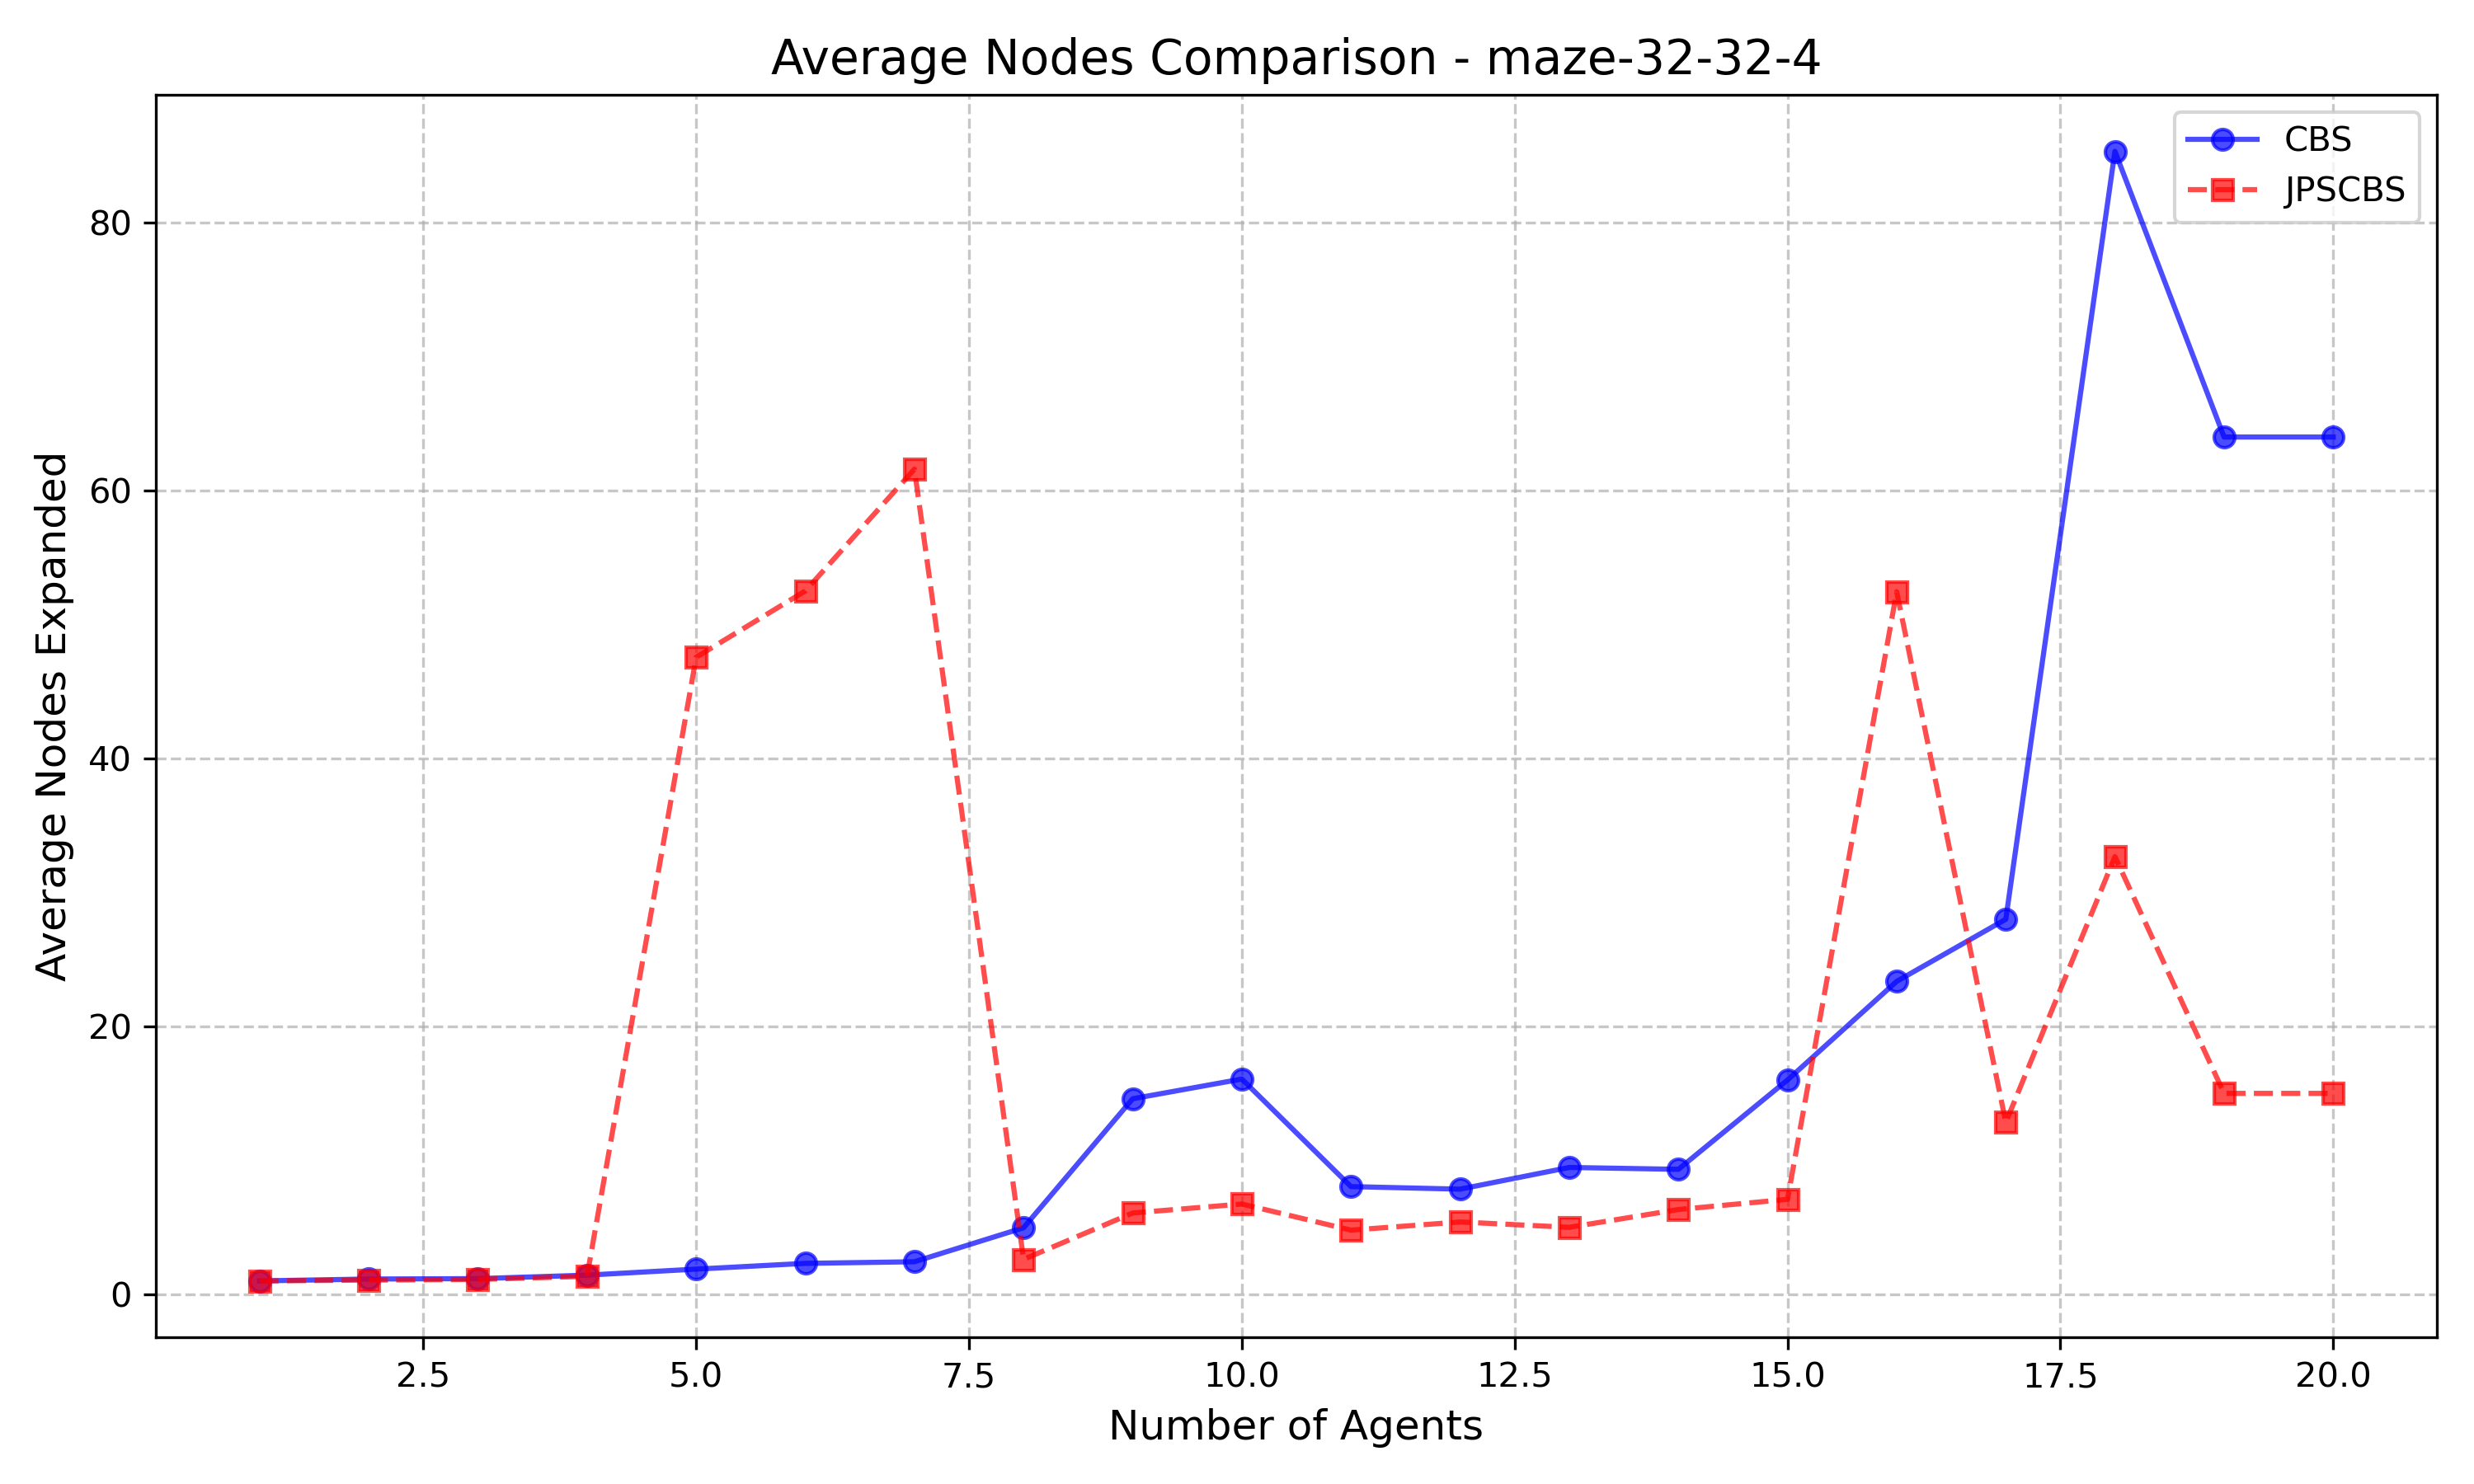 Average Nodes Comparison - maze-32-32-4
CBS
JPSCBS
Average Nodes Expanded
80
60
40
20
0
2.5 5.0 7.5 10.0 12.5 15.0 17.5 20.0
Number of Agents